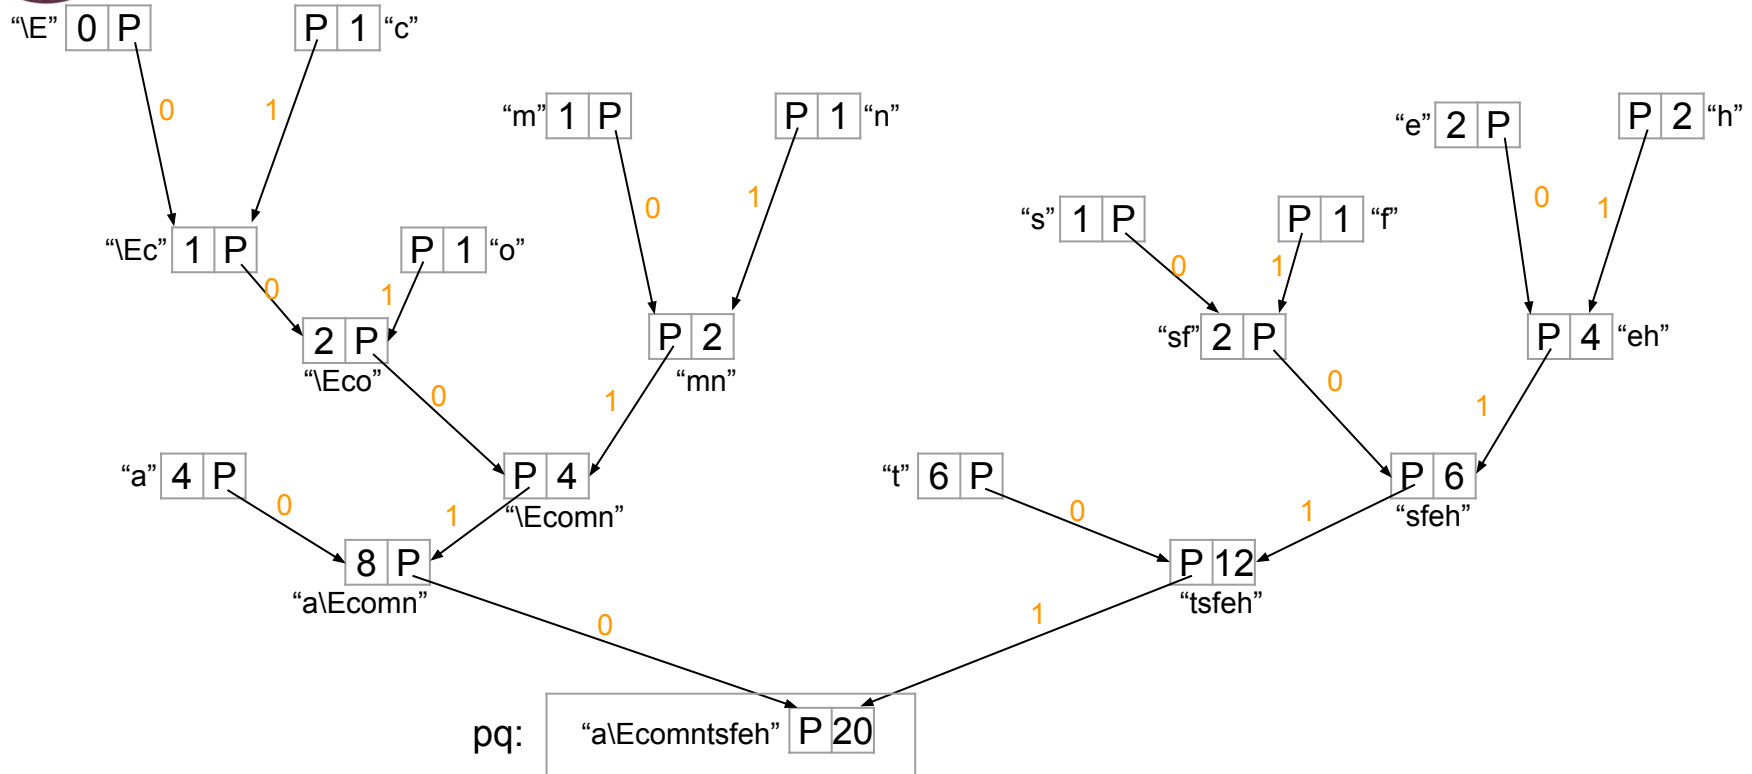 “\E” 0 P P 1 “c”
0 1 “m” 1 P P 1 “n” “e” 2 P P 2 “h”
0 1 “s” 1 P P 1 “f” 0 1
“\Ec” 1 P P 1 “o” 0 1
0 1
2 P P 2 “sf” 2 P P 4 “eh”
“\Eco” “mn”
0 1 0 1
“a” 4 P P 4 “t” 6 P P 6
0 1 “\Ecomn” 0 1 “sfeh”
8 P P 12
“a\Ecomn” “tsfeh”
0 1
pq: “a\Ecomntsfeh” P 20